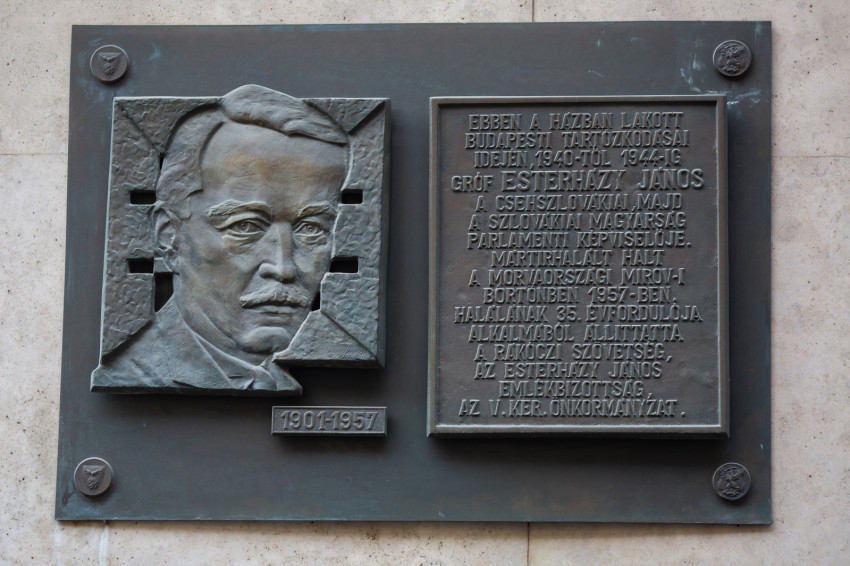 EBBEN A HÁZBAN LAKOTT
BUDAPESTI TARTÓZKODÁSAI
IDEJÉN, 1940-TŐL 1944-IG
GRÓF ESTERHÁZY JÁNOS
A CSEHSZLOVÁKIAI, MAJD
A SZLOVÁKIAI MAGYARSÁG
PARLAMENTI KÉPVISELŐJE.
MÁRTÍRHALÁLT HALT
A MORVAORSZÁGI MIROV-I
BÖRTÖNBEN 1957-BEN.
HALÁLÁNAK 35. ÉVFORDULÓJA
ALKALMÁBÓL ÁLLÍTTATTA
A RÁKÓCZI SZÖVETSÉG,
AZ ESTERHÁZY JÁNOS
EMLÉKBIZOTTSÁG
AZ V. KER. ÖNKORMÁNYZAT.
1901-1957